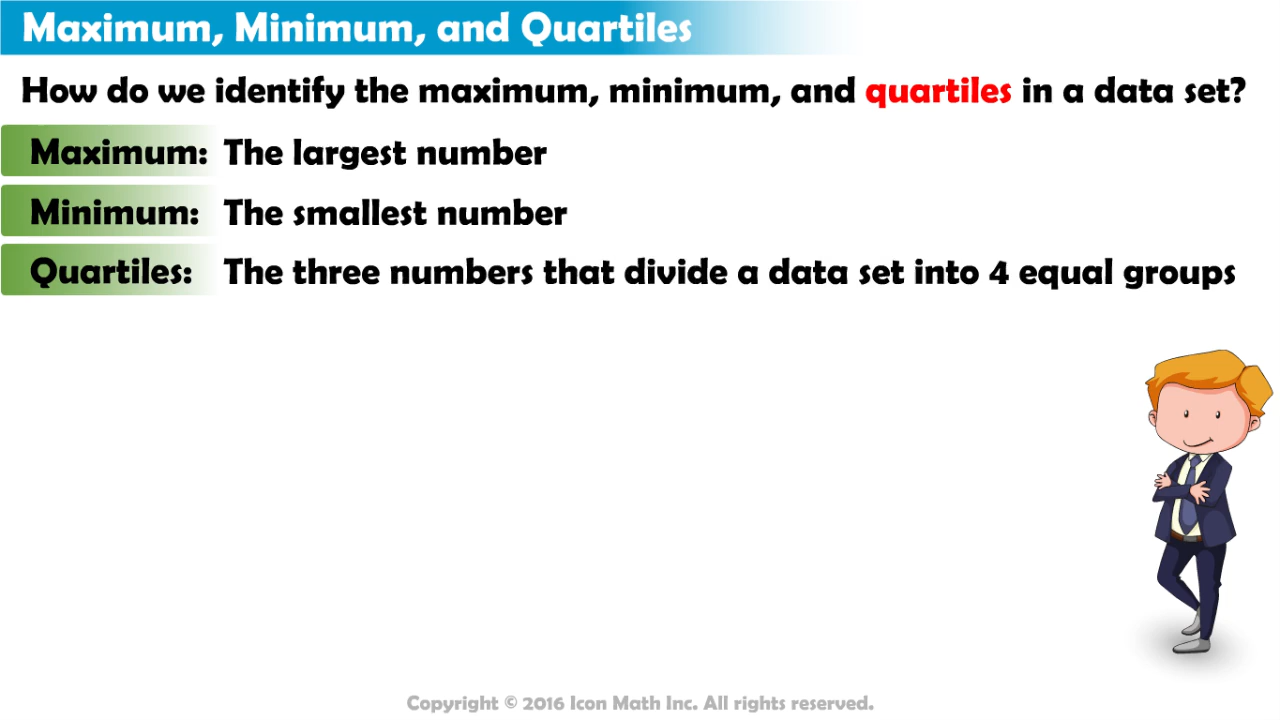 Maximum, Minimum, and Quartiles
How do we identify the maximum, minimum, and quartiles in a data set?
Maximum: The largest number
Minimum: The smallest number
Quartiles: The three numbers that divide a data set into 4 equal groups
Copyright © 2016 Icon Math Inc. All rights reserved.